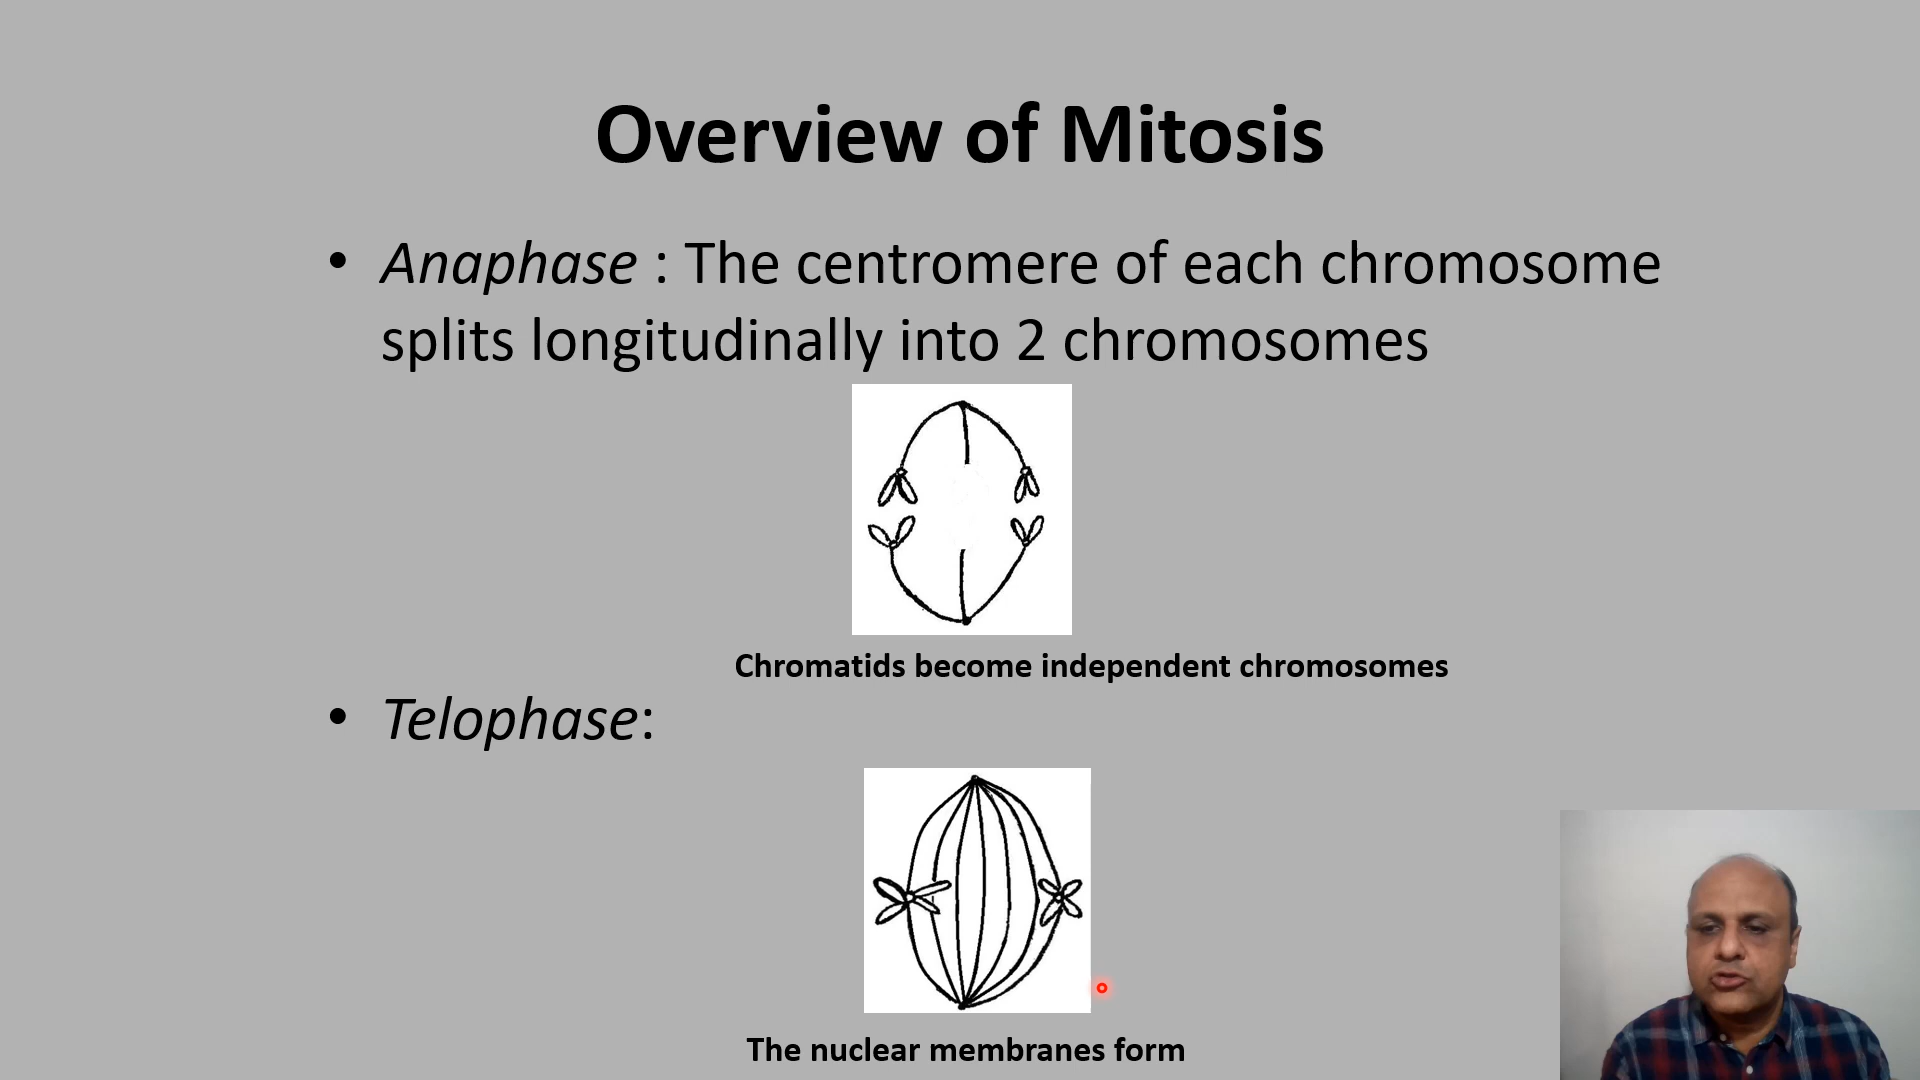 Overview of Mitosis
• Anaphase : The centromere of each chromosome
splits longitudinally into 2 chromosomes
Chromatids become independent chromosomes
• Telophase:
The nuclear membranes form